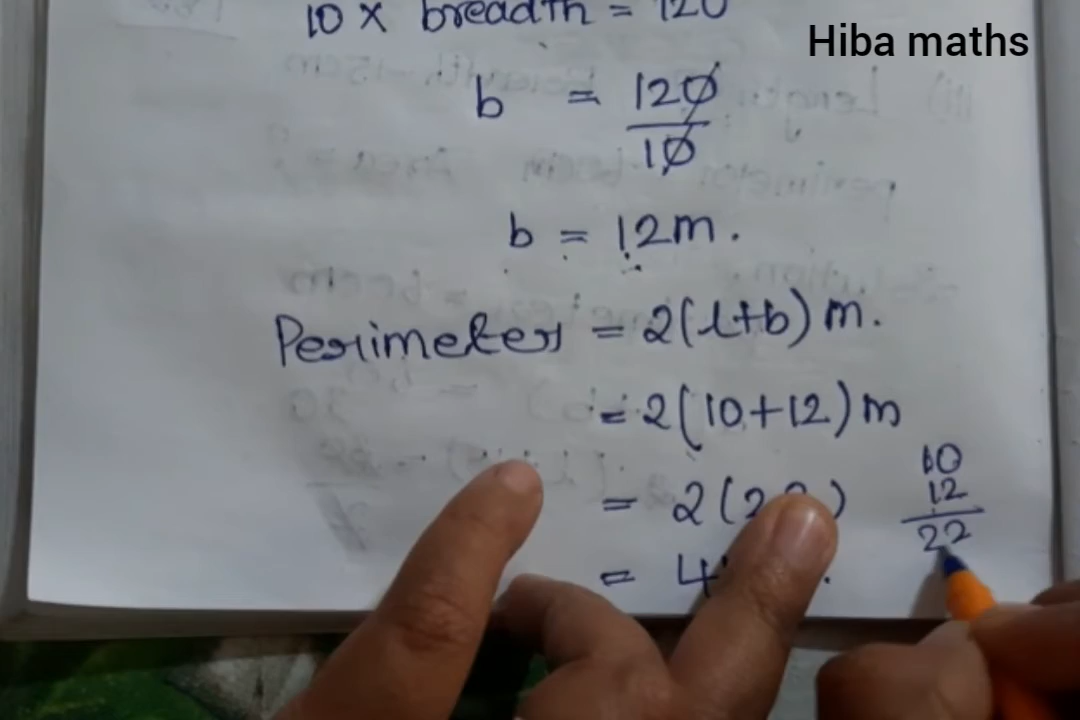 10 × breadth = 120
Hiba maths
b = 120
10
b = 12m.
Perimeter = 2(l+b) m.
= 2(10+12) m
= 2(2 )
10
12
22
= 4 .